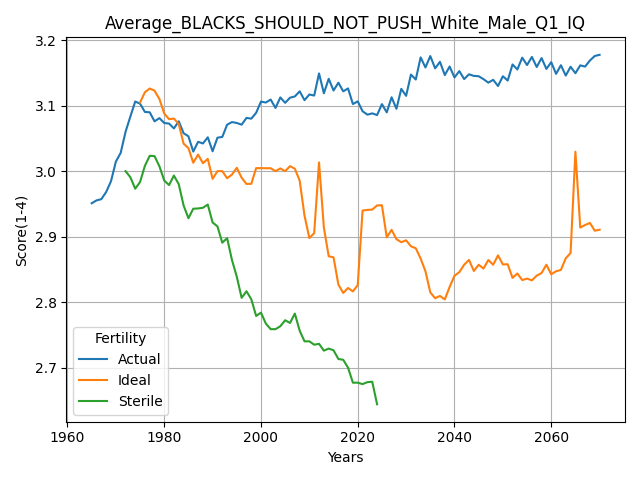 Average_BLACKS_SHOULD_NOT_PUSH_White_Male_Q1_IQ
3.2
3.1
3.0
2.9
2.8
2.7
Score(1-4)
Fertility
Actual
Ideal
Sterile
1960 1980 2000 2020 2040 2060
Years